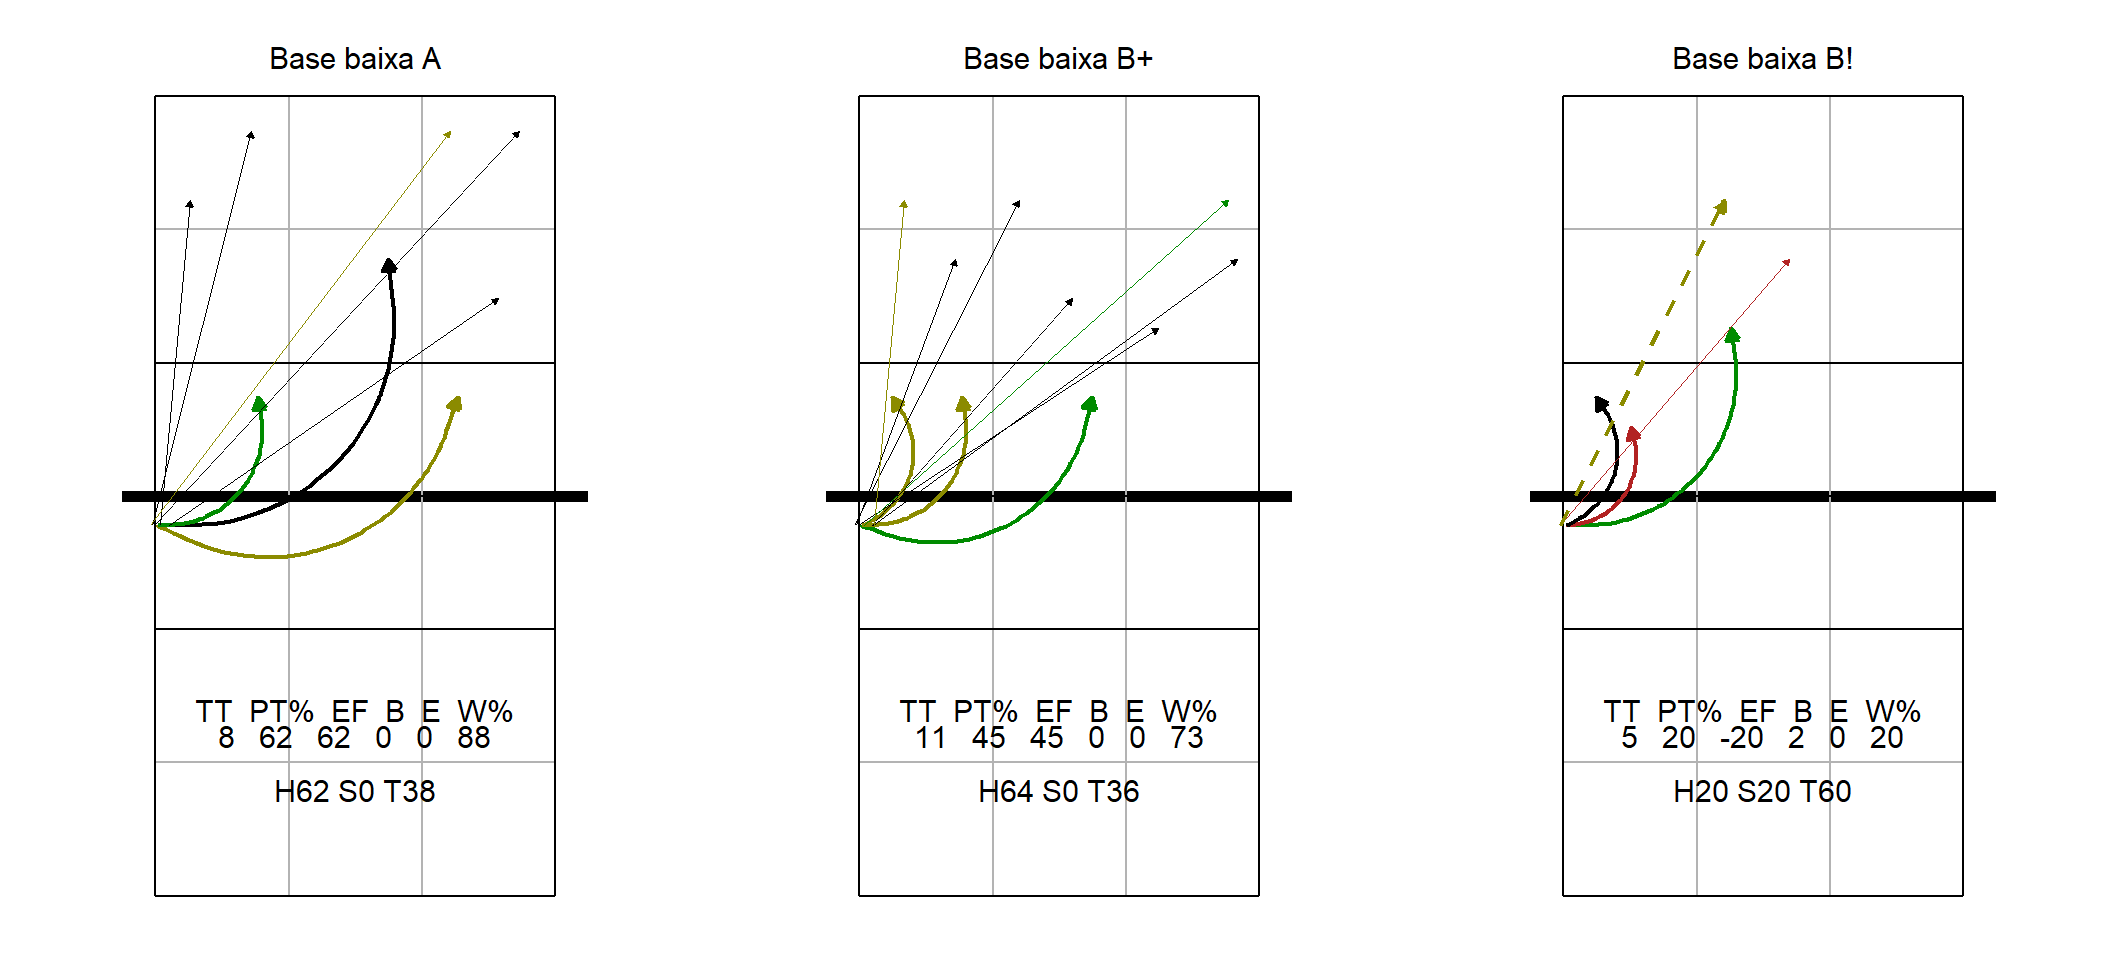 Base baixa A
TT PT% EF B E W%
8 62 62 0 0 88
H62 S0 T38
Base baixa B+
TT PT% EF B E W%
11 45 45 0 0 73
H64 S0 T36
Base baixa B!
TT PT% EF B E W%
5 20 -20 2 0 20
H20 S20 T60